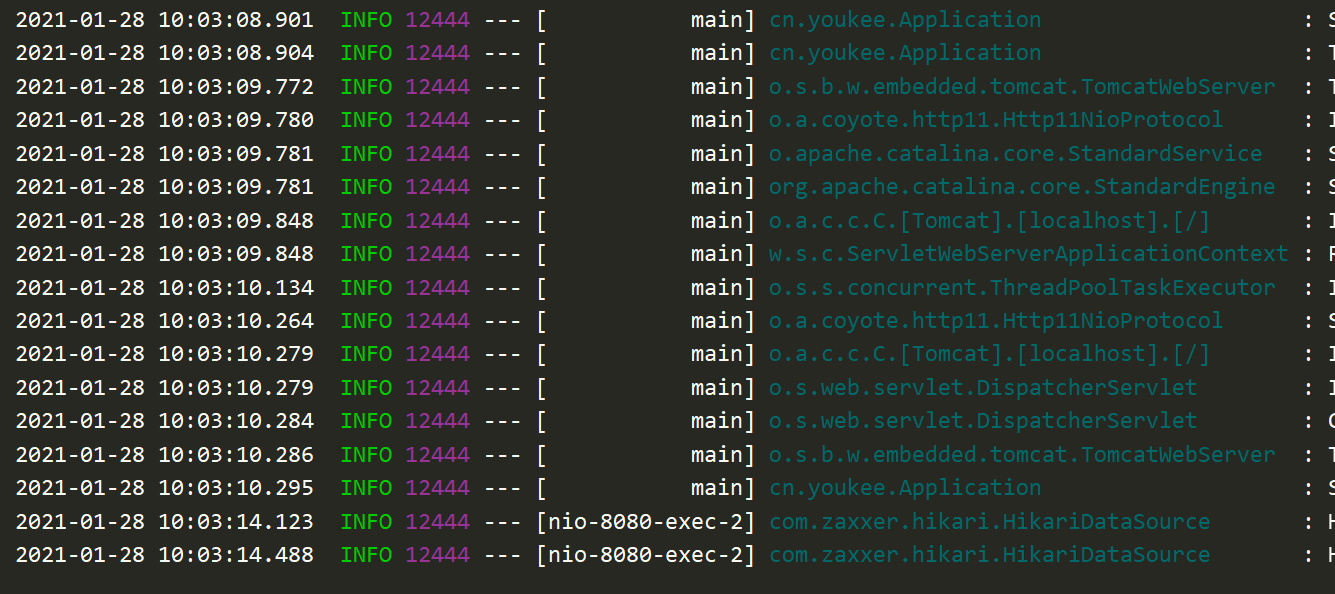 2021-01-28 10:03:08.901  INFO 12444 --- [           main] cn.youkee.Application                    : S
2021-01-28 10:03:08.904  INFO 12444 --- [           main] cn.youkee.Application                    : T
2021-01-28 10:03:09.772  INFO 12444 --- [           main] o.s.b.w.embedded.tomcat.TomcatWebServer  : T
2021-01-28 10:03:09.780  INFO 12444 --- [           main] o.a.coyote.http11.Http11NioProtocol      : I
2021-01-28 10:03:09.781  INFO 12444 --- [           main] o.apache.catalina.core.StandardService   : S
2021-01-28 10:03:09.781  INFO 12444 --- [           main] org.apache.catalina.core.StandardEngine  : S
2021-01-28 10:03:09.848  INFO 12444 --- [           main] o.a.c.c.C.[Tomcat].[localhost].[/]       : I
2021-01-28 10:03:09.848  INFO 12444 --- [           main] w.s.c.ServletWebServerApplicationContext : R
2021-01-28 10:03:10.134  INFO 12444 --- [           main] o.s.s.concurrent.ThreadPoolTaskExecutor  : I
2021-01-28 10:03:10.264  INFO 12444 --- [           main] o.a.coyote.http11.Http11NioProtocol      : S
2021-01-28 10:03:10.279  INFO 12444 --- [           main] o.a.c.c.C.[Tomcat].[localhost].[/]       : I
2021-01-28 10:03:10.279  INFO 12444 --- [           main] o.s.web.servlet.DispatcherServlet        : I
2021-01-28 10:03:10.284  INFO 12444 --- [           main] o.s.web.servlet.DispatcherServlet        : C
2021-01-28 10:03:10.286  INFO 12444 --- [           main] o.s.b.w.embedded.tomcat.TomcatWebServer  : T
2021-01-28 10:03:10.295  INFO 12444 --- [           main] cn.youkee.Application                    : S
2021-01-28 10:03:14.123  INFO 12444 --- [nio-8080-exec-2] com.zaxxer.hikari.HikariDataSource       : H
2021-01-28 10:03:14.488  INFO 12444 --- [nio-8080-exec-2] com.zaxxer.hikari.HikariDataSource       : H